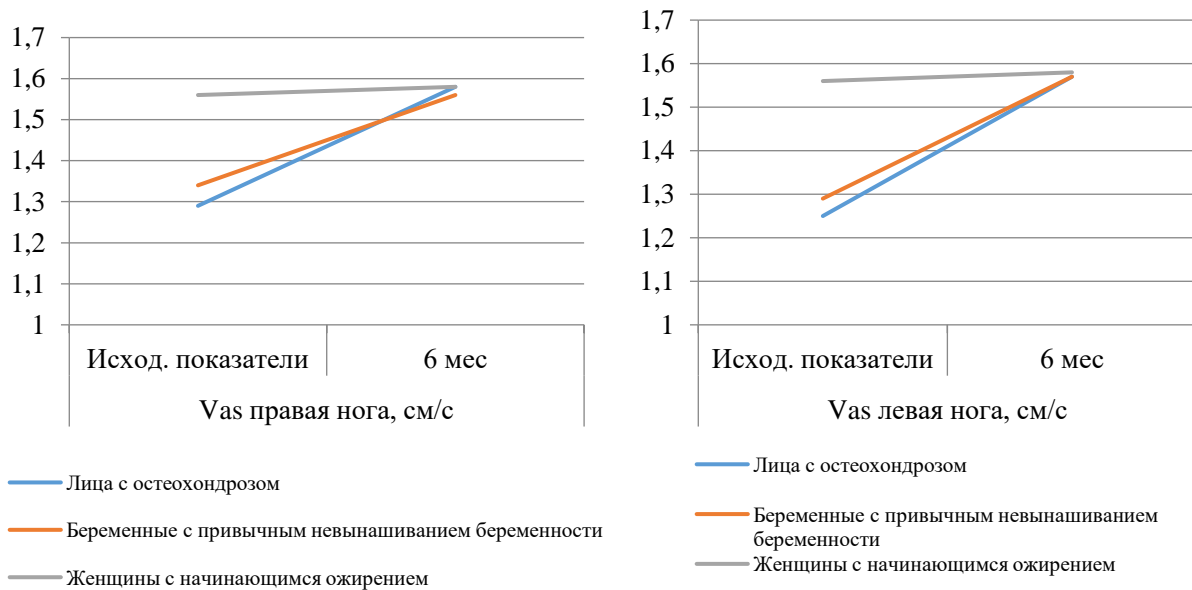 1,7
1,6
1,5
1,4
1,3
1,2
1,1
1
Исход. показатели
6 мес
Vas правая нога, см/с
Лица с остеохондрозом
Беременные с привычным невынашиванием беременности
Женщины с начинающимся ожирением
1,7
1,6
1,5
1,4
1,3
1,2
1,1
1
Исход. показатели
6 мес
Vas левая нога, см/с
Лица с остеохондрозом
Беременные с привычным невынашиванием
беременности
Женщины с начинающимся ожирением